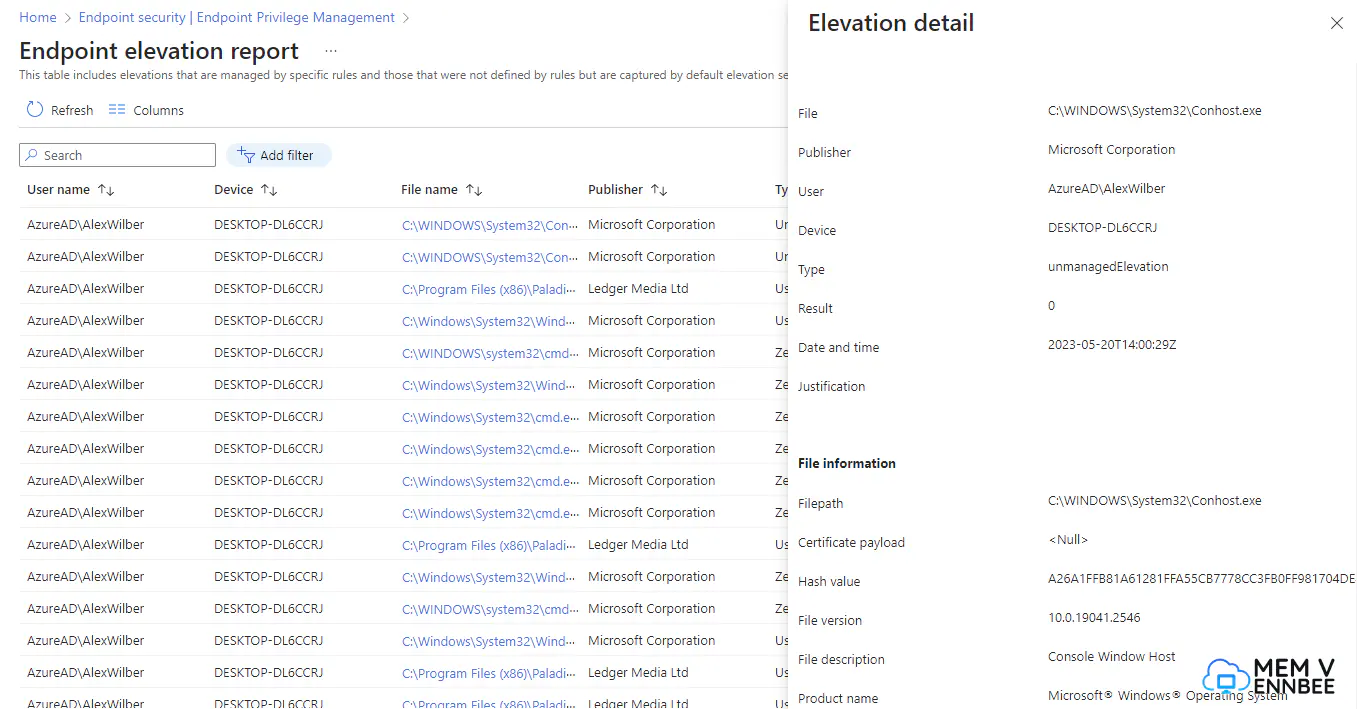 Home > Endpoint security | Endpoint Privilege Management >
Endpoint elevation report ...
This table includes elevations that are managed by specific rules and those that were not defined by rules but are captured by default elevation se
Refresh Columns
Search Add filter
User name ↑↓ Device ↑↓ File name ↑↓ Publisher ↑↓ Ty
AzureAD\AlexWilber DESKTOP-DL6CCRJ C:\WINDOWS\System32\Con... Microsoft Corporation Un
AzureAD\AlexWilber DESKTOP-DL6CCRJ C:\WINDOWS\System32\Con... Microsoft Corporation Un
AzureAD\AlexWilber DESKTOP-DL6CCRJ C:\Program Files (x86)\Paladi... Ledger Media Ltd Us
AzureAD\AlexWilber DESKTOP-DL6CCRJ C:\Windows\System32\Wind... Microsoft Corporation Us
AzureAD\AlexWilber DESKTOP-DL6CCRJ C:\WINDOWS\system32\cmd... Microsoft Corporation Ze
AzureAD\AlexWilber DESKTOP-DL6CCRJ C:\Windows\System32\Wind... Microsoft Corporation Ze
AzureAD\AlexWilber DESKTOP-DL6CCRJ C:\Windows\System32\cmd.e... Microsoft Corporation Ze
AzureAD\AlexWilber DESKTOP-DL6CCRJ C:\Windows\System32\cmd.e... Microsoft Corporation Ze
AzureAD\AlexWilber DESKTOP-DL6CCRJ C:\Windows\System32\cmd.e... Microsoft Corporation Ze
AzureAD\AlexWilber DESKTOP-DL6CCRJ C:\Windows\System32\cmd.e... Microsoft Corporation Ze
AzureAD\AlexWilber DESKTOP-DL6CCRJ C:\Program Files (x86)\Paladi... Ledger Media Ltd Us
AzureAD\AlexWilber DESKTOP-DL6CCRJ C:\Windows\System32\Wind... Microsoft Corporation Ze
AzureAD\AlexWilber DESKTOP-DL6CCRJ C:\WINDOWS\system32\cmd... Microsoft Corporation Ze
AzureAD\AlexWilber DESKTOP-DL6CCRJ C:\Windows\System32\Wind... Microsoft Corporation Us
AzureAD\AlexWilber DESKTOP-DL6CCRJ C:\Program Files (x86)\Paladi... Ledger Media Ltd Us
AzureAD\AlexWilber DESKTOP-DL6CCRJ C:\Program Files (x86)\Paladi... Ledger Media Ltd Us
Elevation detail
File C:\WINDOWS\System32\Conhost.exe
Publisher Microsoft Corporation
User AzureAD\AlexWilber
Device DESKTOP-DL6CCRJ
Type unmanagedElevation
Result 0
Date and time 2023-05-20T14:00:29Z
Justification
File information
Filepath C:\WINDOWS\System32\Conhost.exe
Certificate payload <Null>
Hash value A26A1FFB81A61281FFA55CB7778CC3FB0FF981704DE
File version 10.0.19041.2546
File description Console Window Host
Product name Microsoft® Windows® Operating System
MEM V
ENNBEE